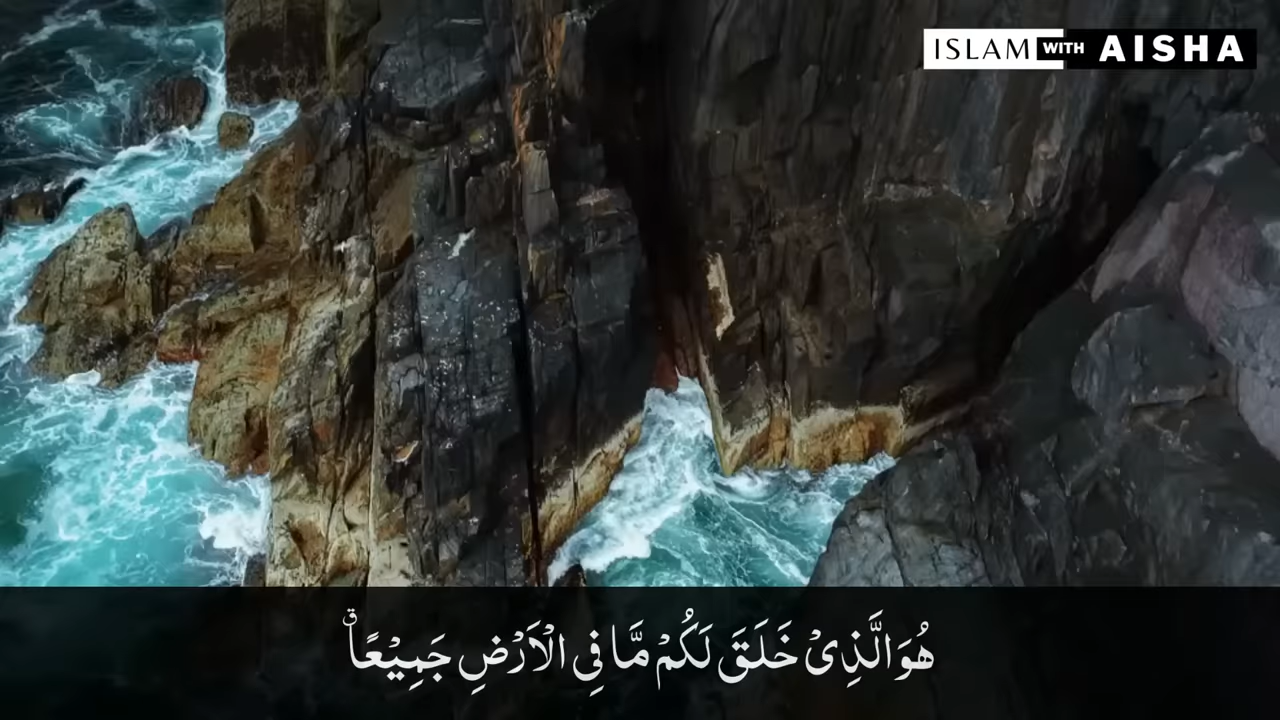 ISLAM WITH AISHA
هُوَ الَّذِىْ خَلَقَ لَكُمْ مَّا فِى الْاَرْضِ جَمِيْعًا ۗ